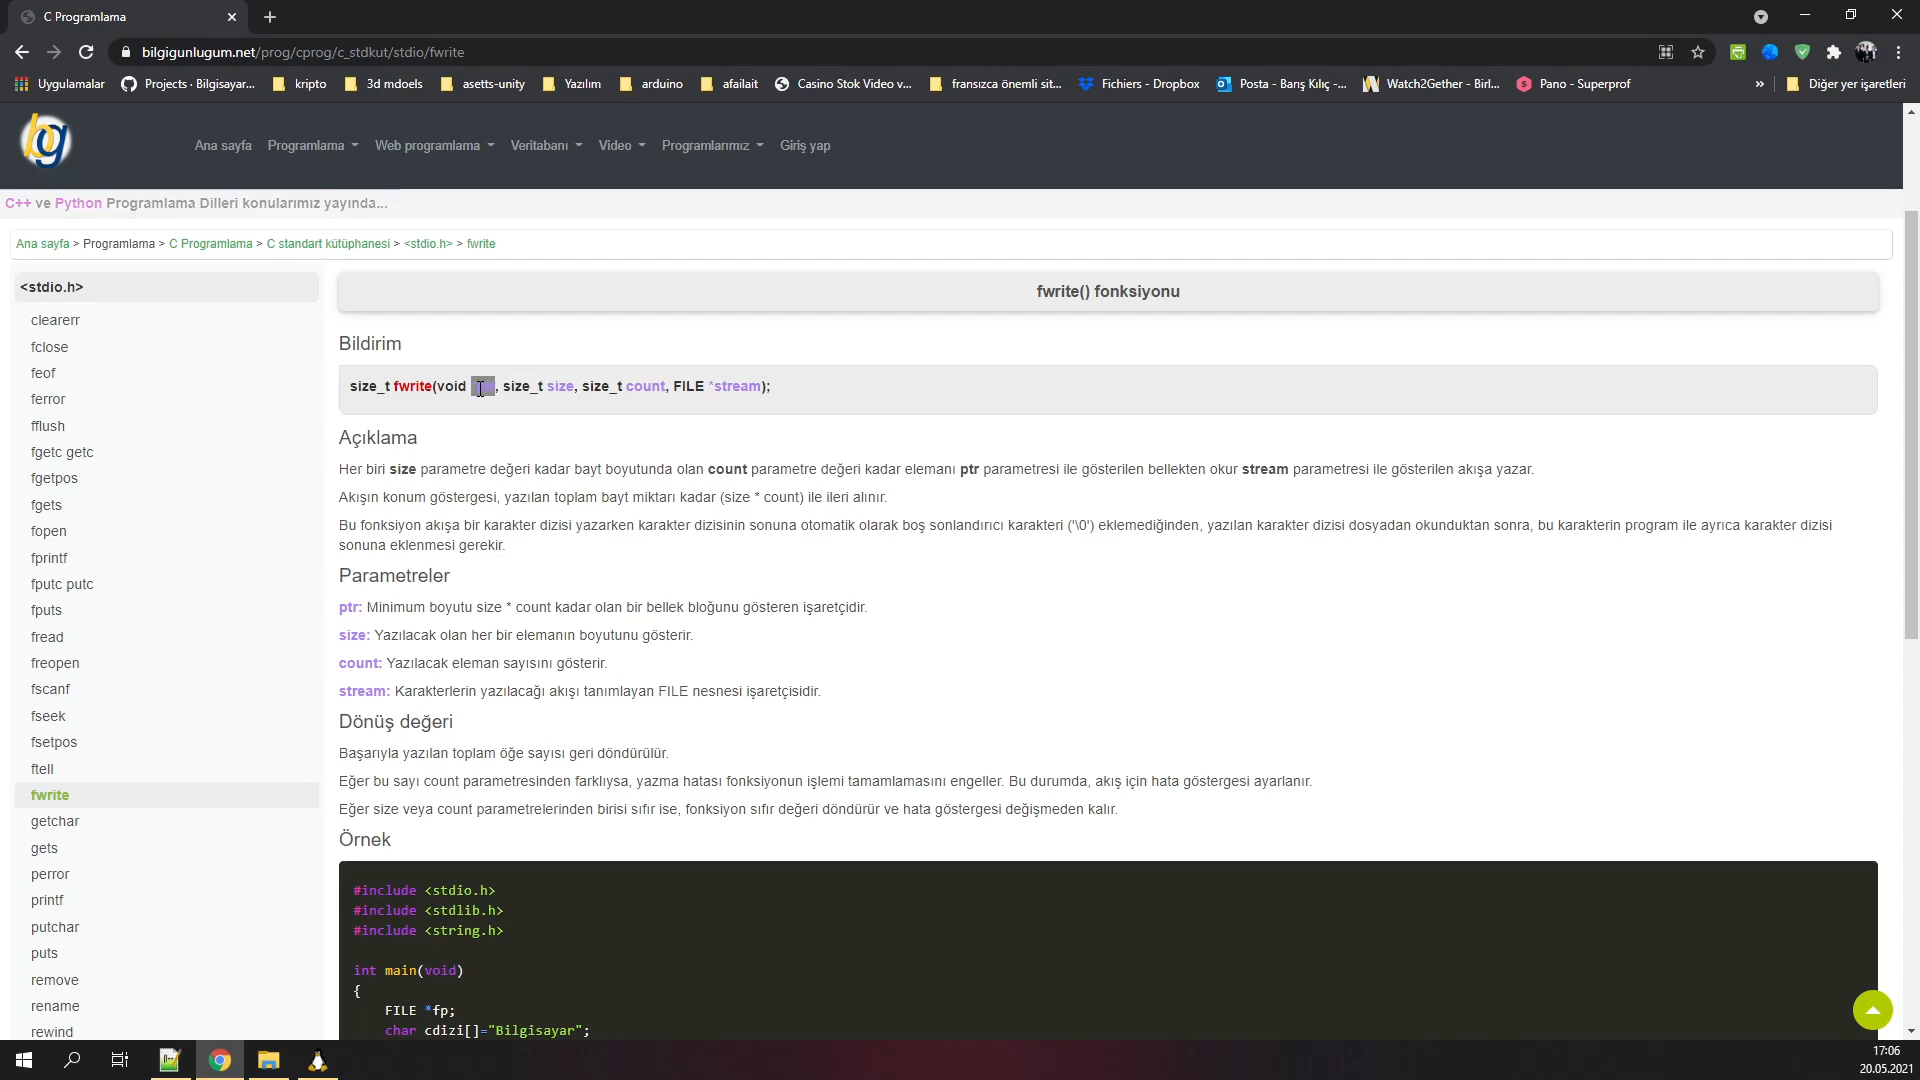 C Programlama
bilgigunlugum.net/prog/cprog/c_stdkut/stdio/fwrite
Uygulamalar
Projects · Bilgisayar...
kripto
3d mdoels
asetts-unity
Yazılım
arduino
afailait
Casino Stok Video v...
fransızca önemli sit...
Fichiers - Dropbox
Posta - Barış Kılıç -...
Watch2Gether - Birl...
Pano - Superprof
»
Diğer yer işaretleri
bg
Ana sayfa
Programlama
Web programlama
Veritabanı
Video
Programlarımız
Giriş yap
C++ ve Python Programlama Dilleri konularımız yayında...
Ana sayfa > Programlama > C Programlama > C standart kütüphanesi > <stdio.h> > fwrite
<stdio.h>
clearerr
fclose
feof
ferror
fflush
fgetc getc
fgetpos
fgets
fopen
fprintf
fputc putc
fputs
fread
freopen
fscanf
fseek
fsetpos
ftell
fwrite
getchar
gets
perror
printf
putchar
puts
remove
rename
rewind
fwrite() fonksiyonu
Bildirim
size_t fwrite(void , size_t size, size_t count, FILE *stream);
Açıklama
Her biri size parametre değeri kadar bayt boyutunda olan count parametre değeri kadar elemanı ptr parametresi ile gösterilen bellekten okur stream parametresi ile gösterilen akışa yazar.
Akışın konum göstergesi, yazılan toplam bayt miktarı kadar (size * count) ile ileri alınır.
Bu fonksiyon akışa bir karakter dizisi yazarken karakter dizisinin sonuna otomatik olarak boş sonlandırıcı karakteri ('\0') eklemediğinden, yazılan karakter dizisi dosyadan okunduktan sonra, bu karakterin program ile ayrıca karakter dizisi
sonuna eklenmesi gerekir.
Parametreler
ptr: Minimum boyutu size * count kadar olan bir bellek bloğunu gösteren işaretçidir.
size: Yazılacak olan her bir elemanın boyutunu gösterir.
count: Yazılacak eleman sayısını gösterir.
stream: Karakterlerin yazılacağı akışı tanımlayan FILE nesnesi işaretçisidir.
Dönüş değeri
Başarıyla yazılan toplam öğe sayısı geri döndürülür.
Eğer bu sayı count parametresinden farklıysa, yazma hatası fonksiyonun işlemi tamamlamasını engeller. Bu durumda, akış için hata göstergesi ayarlanır.
Eğer size veya count parametrelerinden birisi sıfır ise, fonksiyon sıfır değeri döndürür ve hata göstergesi değişmeden kalır.
Örnek
#include <stdio.h>
#include <stdlib.h>
#include <string.h>
int main(void)
{
FILE *fp;
char cdizi[]="Bilgisayar";
17:06
20.05.2021